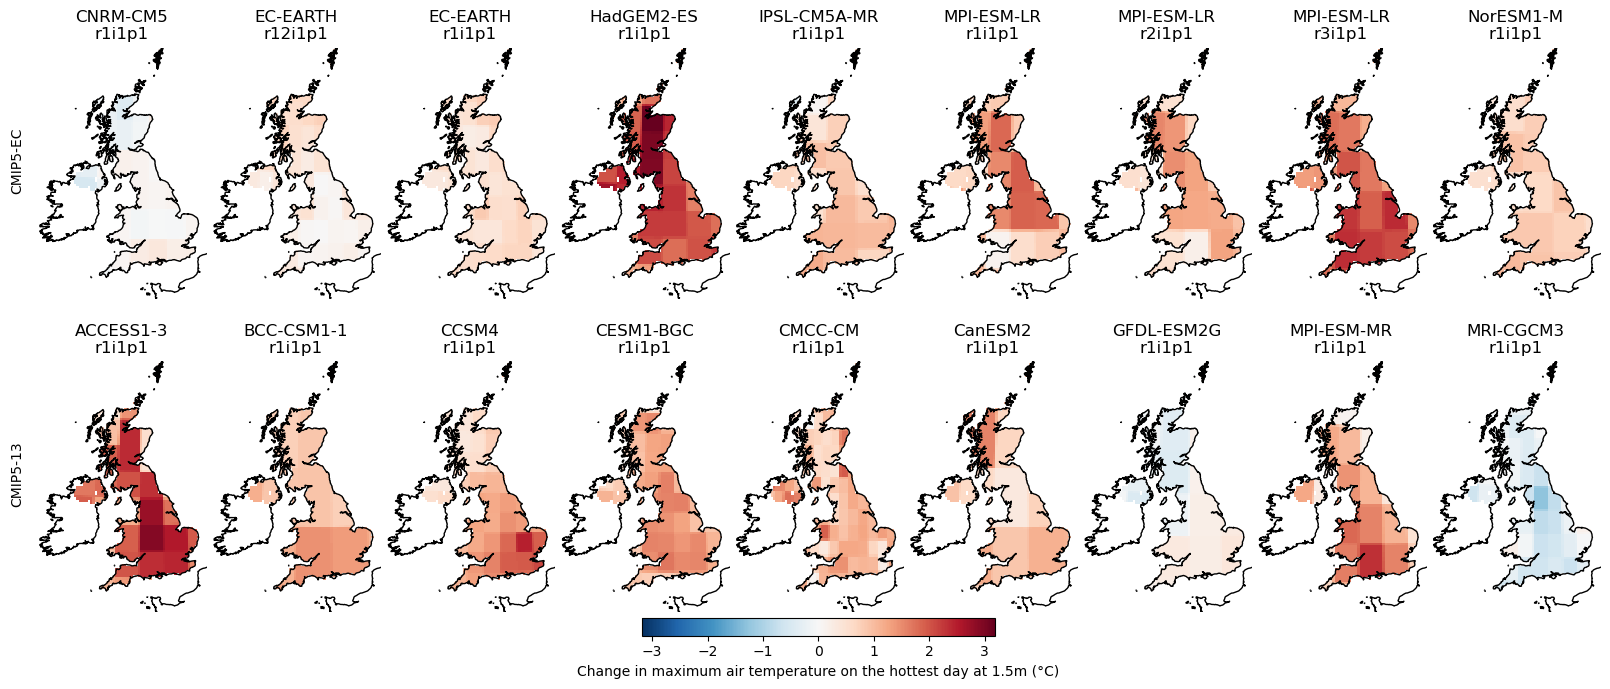 CNRM-CM5 EC-EARTH EC-EARTH HadGEM2-ES IPSL-CM5A-MR MPI-ESM-LR MPI-ESM-LR MPI-ESM-LR NorESM1-M
r1i1p1 r12i1p1 r1i1p1 r1i1p1 r1i1p1 r1i1p1 r2i1p1 r3i1p1 r1i1p1
CMIP5-EC
ACCESS1-3 BCC-CSM1-1 CCSM4 CESM1-BGC CMCC-CM CanESM2 GFDL-ESM2G MPI-ESM-MR MRI-CGCM3
r1i1p1 r1i1p1 r1i1p1 r1i1p1 r1i1p1 r1i1p1 r1i1p1 r1i1p1 r1i1p1
CMIP5-13
−3 −2 −1 0 1 2 3
Change in maximum air temperature on the hottest day at 1.5m (°C)